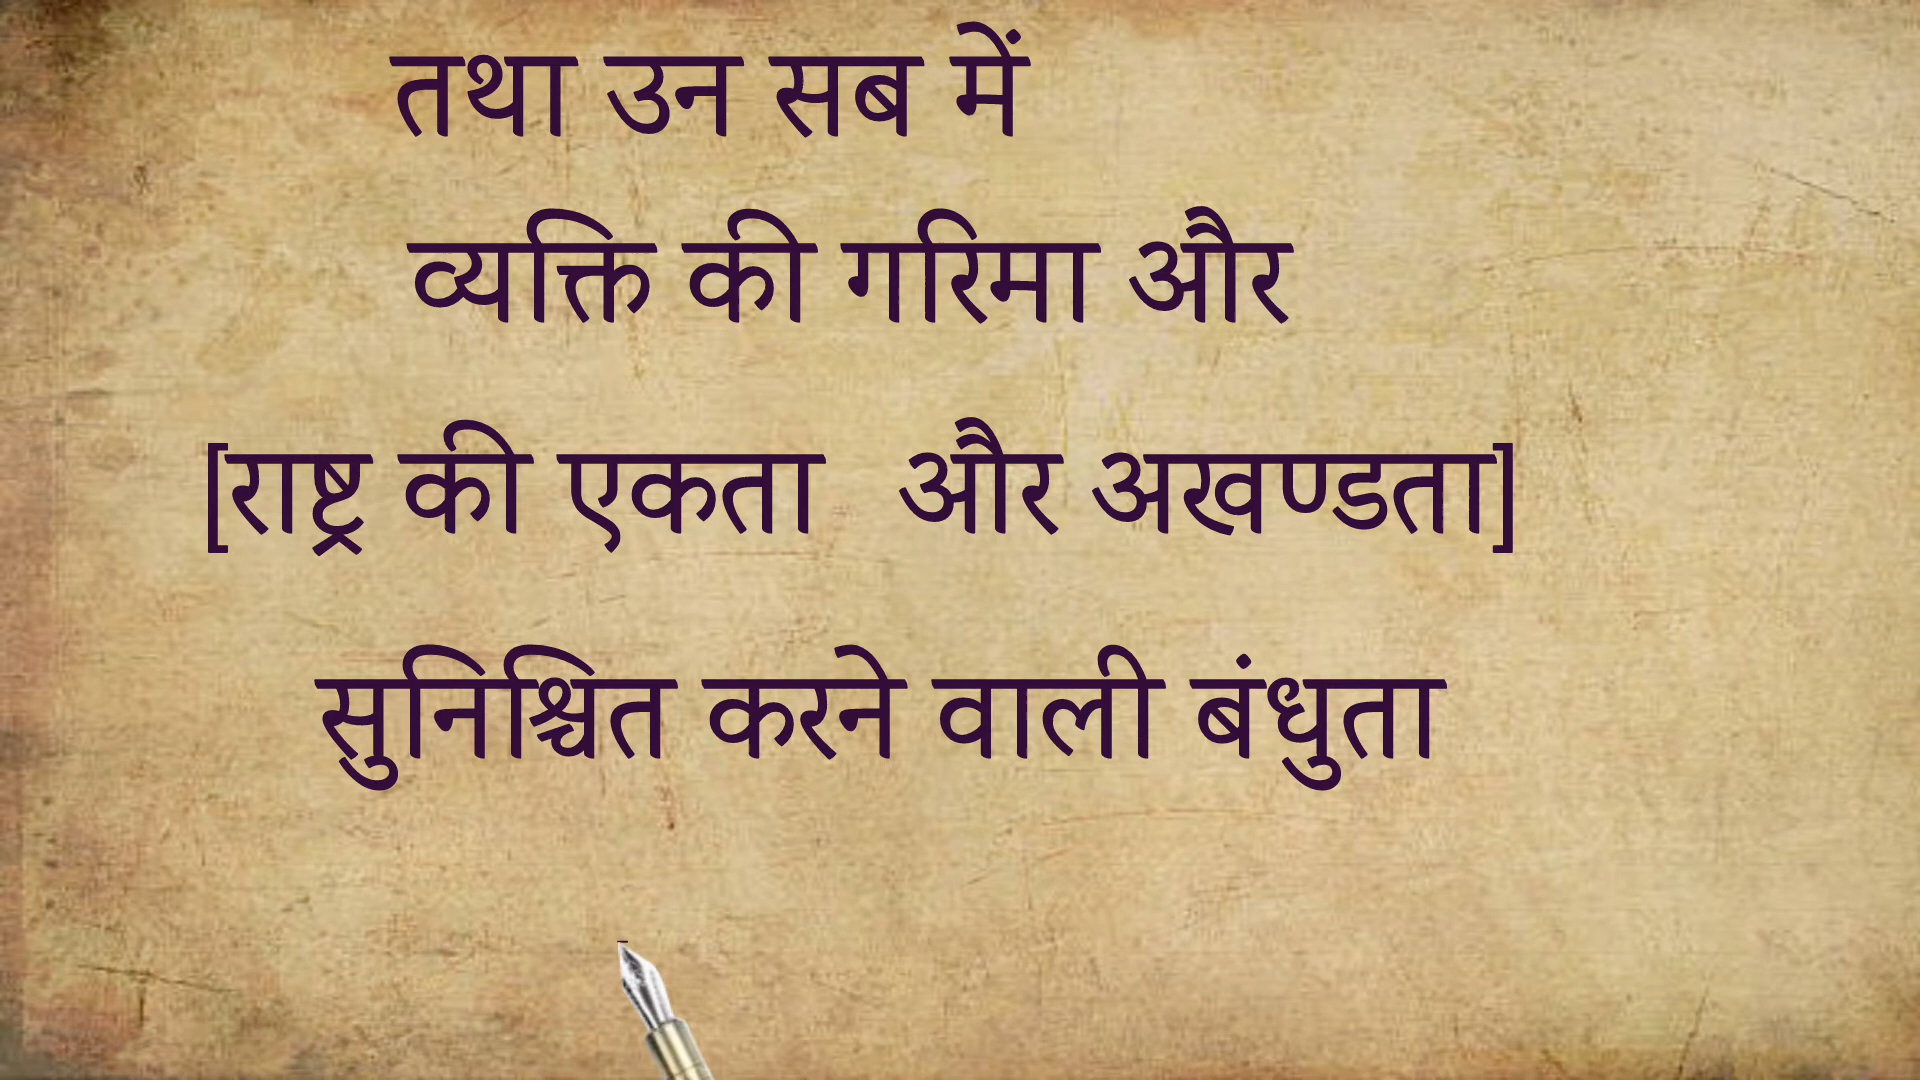 तथा उन सब में
व्यक्ति की गरिमा और
[राष्ट्र की एकता और अखण्डता]
सुनिश्चित करने वाली बंधुता